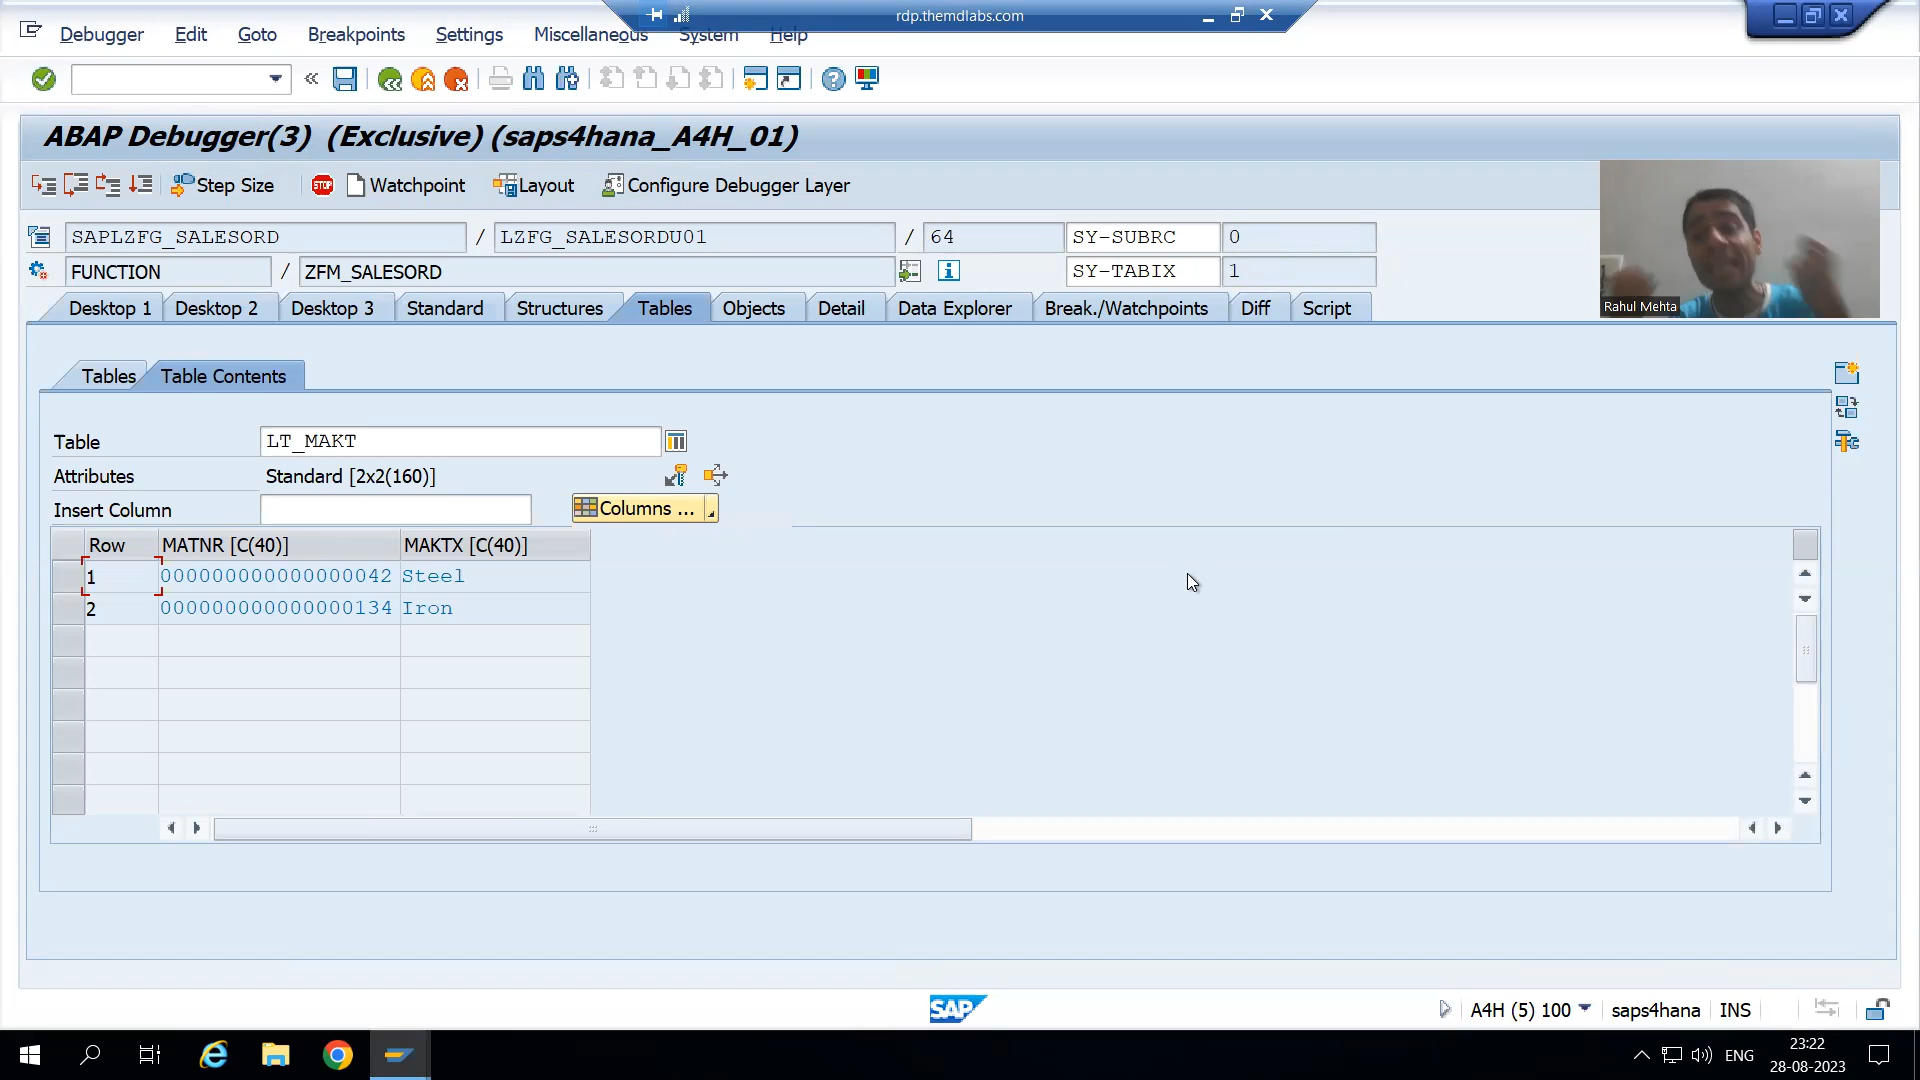 rdp.themdlabs.com
Debugger Edit Goto Breakpoints Settings Miscellaneous System Help
ABAP Debugger(3) (Exclusive) (saps4hana_A4H_01)
Step Size STOP Watchpoint Layout Configure Debugger Layer
SAPLZFG_SALESORD / LZFG_SALESORDU01 / 64 SY-SUBRC 0
FUNCTION / ZFM_SALESORD SY-TABIX 1
Rahul Mehta
Desktop 1 Desktop 2 Desktop 3 Standard Structures Tables Objects Detail Data Explorer Break./Watchpoints Diff Script
Tables Table Contents
Table LT_MAKT
Attributes Standard [2x2(160)]
Insert Column Columns ...
Row MATNR [C(40)] MAKTX [C(40)]
1 000000000000000042 Steel
2 000000000000000134 Iron
SAP A4H (5) 100 saps4hana INS
ENG 23:22
28-08-2023